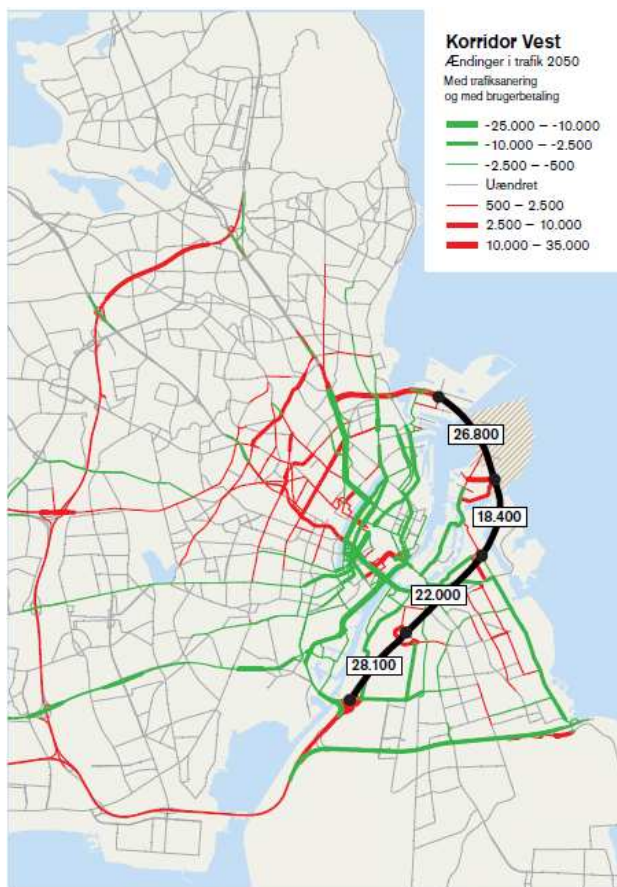 Korridor Vest
Ændinger i trafik 2050
Med trafiksanering
og med brugerbetaling
-25.000 – -10.000
-10.000 – -2.500
-2.500 – -500
Uændret
500 – 2.500
2.500 – 10.000
10.000 – 35.000
26.800
18.400
22.000
28.100